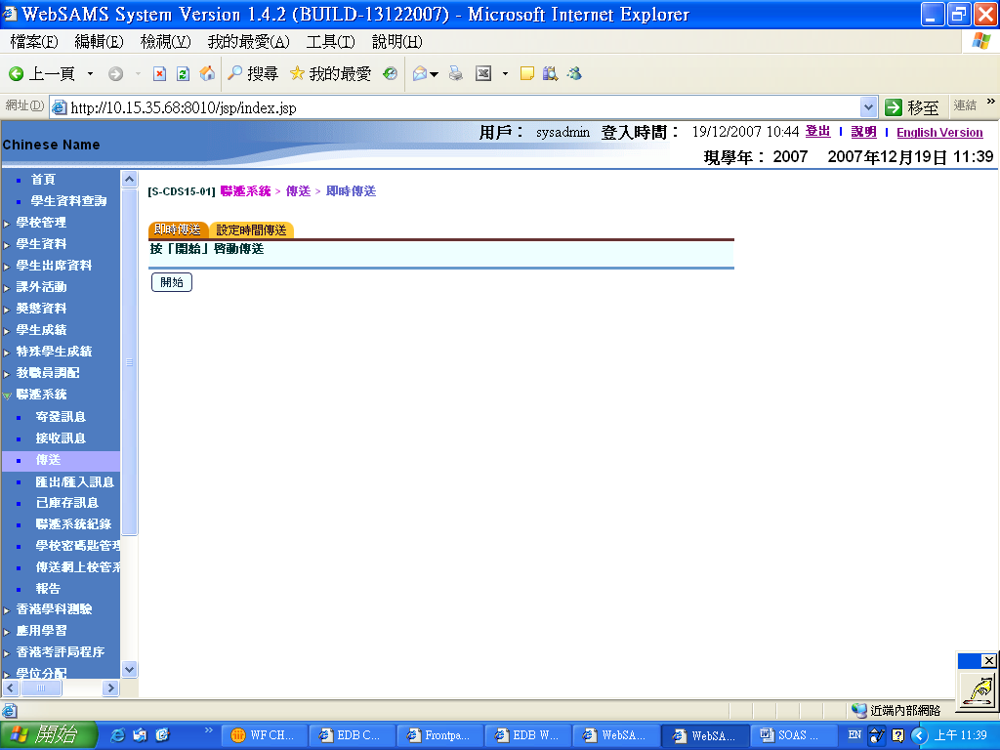 WebSAMS System Version 1.4.2 (BUILD-13122007) - Microsoft Internet Explorer
檔案(F) 編輯(E) 檢視(V) 我的最愛(A) 工具(T) 說明(H)
上一頁 搜尋 我的最愛
網址(D) http://10.15.35.68:8010/jsp/index.jsp 移至 連結 »
用戶： sysadmin 登入時間： 19/12/2007 10:44 登出 | 說明 | English Version
Chinese Name
現學年： 2007 2007年12月19日 11:39
首頁
學生資料查詢
學校管理
學生資料
學生出席資料
課外活動
獎懲資料
學生成績
特殊學生成績
教職員調配
聯遞系統
寄發訊息
接收訊息
傳送
匯出/匯入訊息
已庫存訊息
聯遞系統紀錄
學校密碼匙管理
傳送網上校管系
報告
香港學科測驗
應用學習
香港考評局程序
學位分配
[S-CDS15-01] 聯遞系統 > 傳送 > 即時傳送
即時傳送 設定時間傳送
按「開始」啓動傳送
開始
近端內部網路
開始 » WFCH... EDB C... Frontpa... EDB W... WebSA... WebSA... SOAS ... EN 上午 11:39